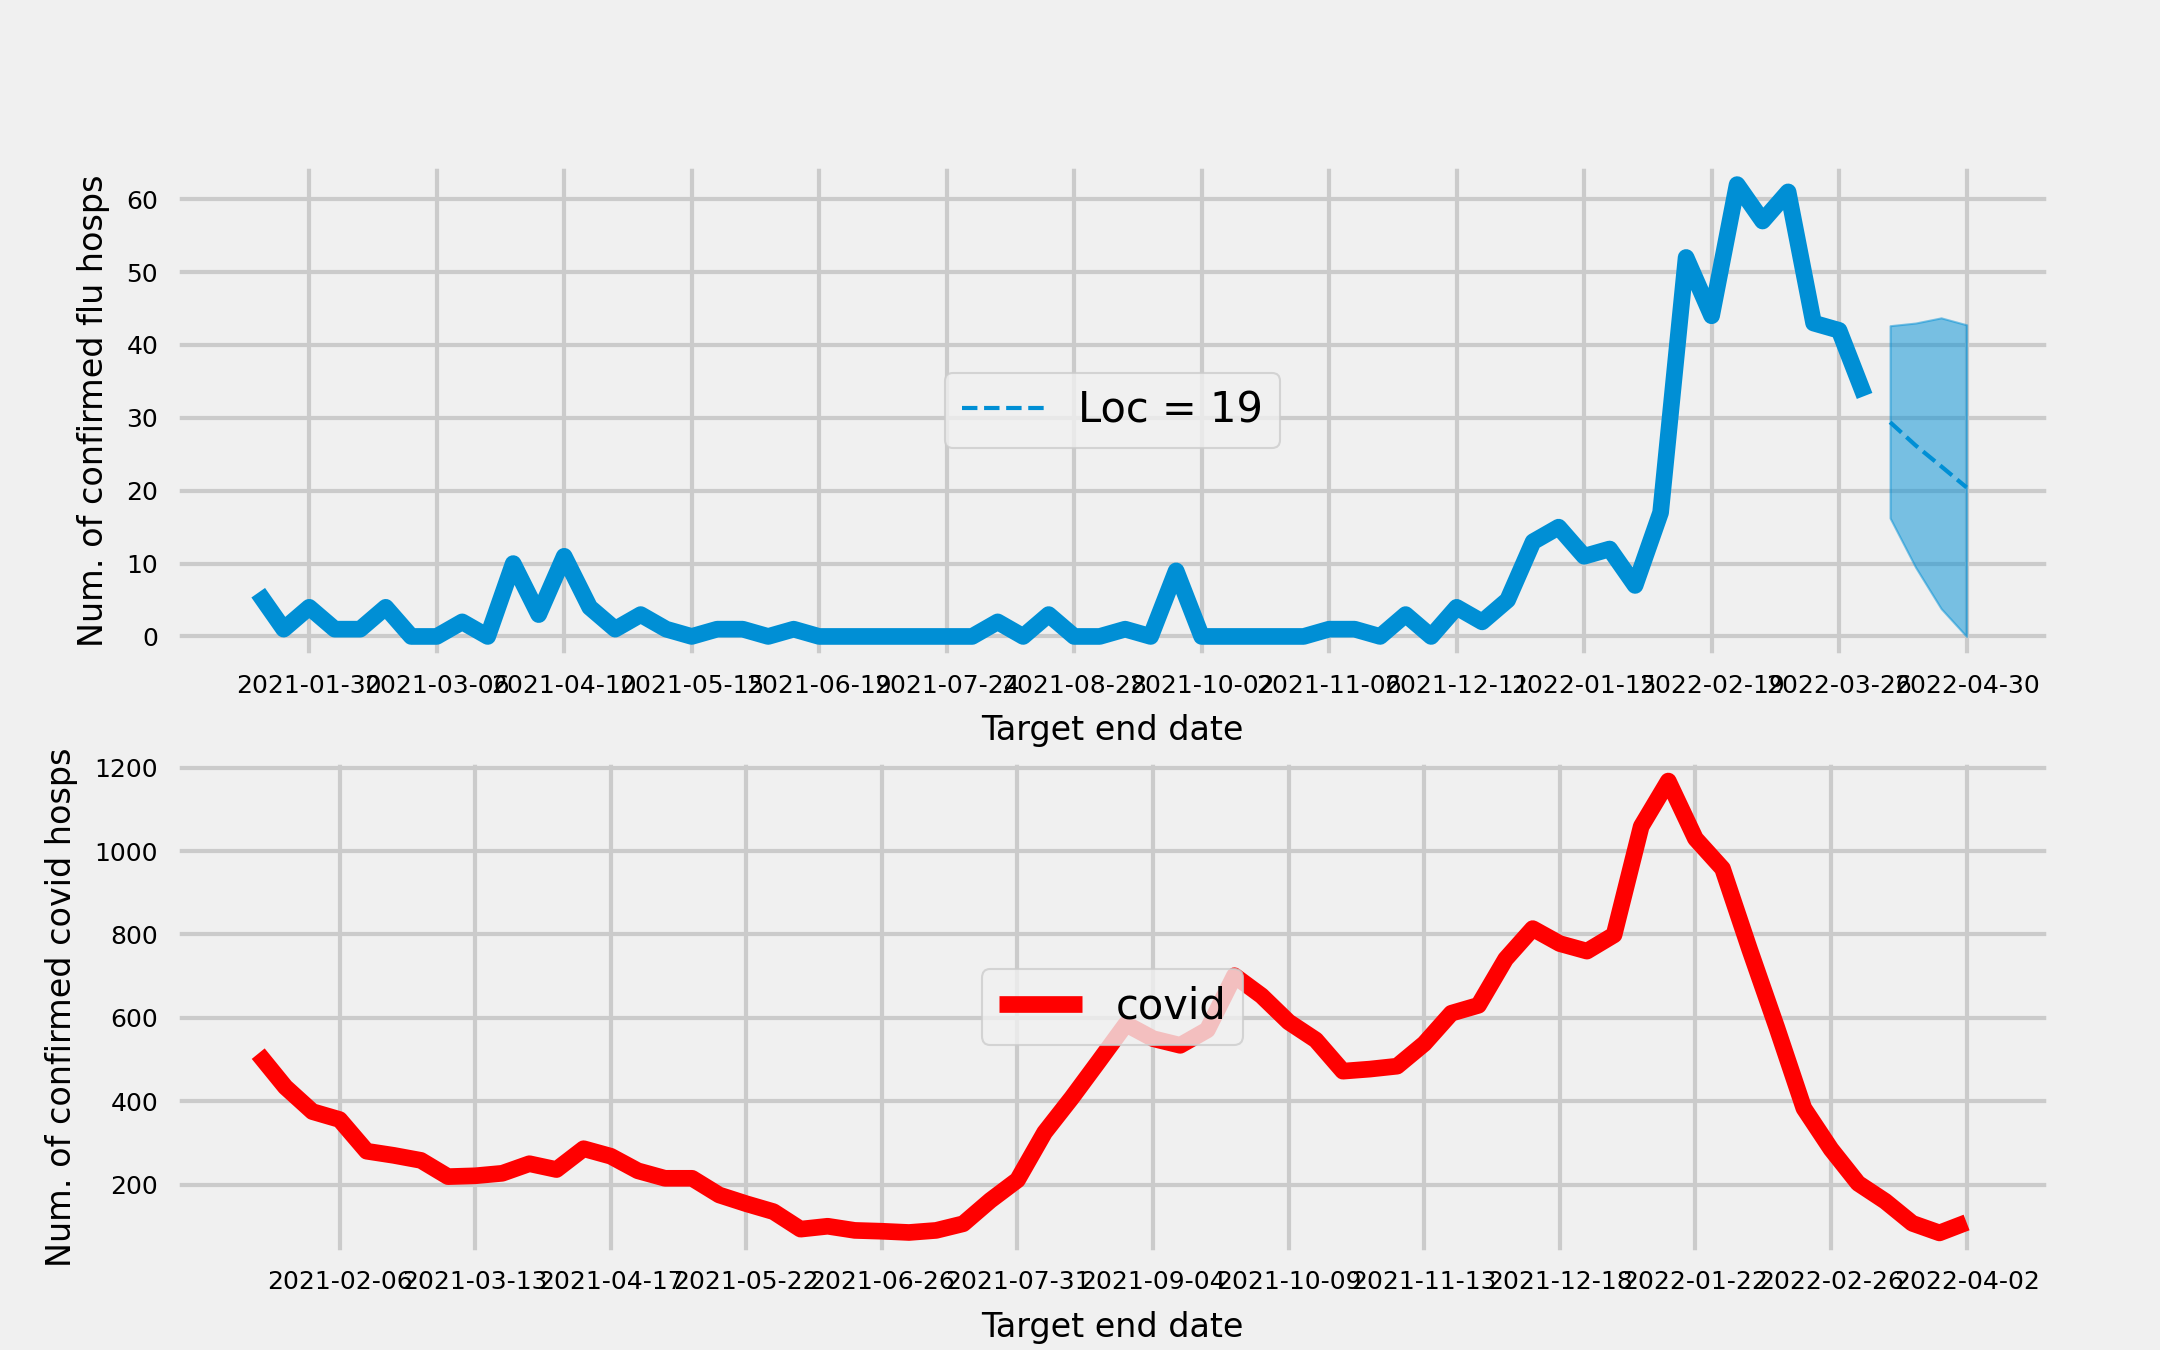 Num. of confirmed flu hosps
60
50
40
30
20
10
0
Loc = 19
2021-01-30 2021-03-06 2021-04-10 2021-05-15 2021-06-19 2021-07-24 2021-08-28 2021-10-02 2021-11-06 2021-12-11 2022-01-15 2022-02-19 2022-03-26 2022-04-30
Target end date
Num. of confirmed covid hosps
1200
1000
800
600
400
200
covid
2021-02-06 2021-03-13 2021-04-17 2021-05-22 2021-06-26 2021-07-31 2021-09-04 2021-10-09 2021-11-13 2021-12-18 2022-01-22 2022-02-26 2022-04-02
Target end date